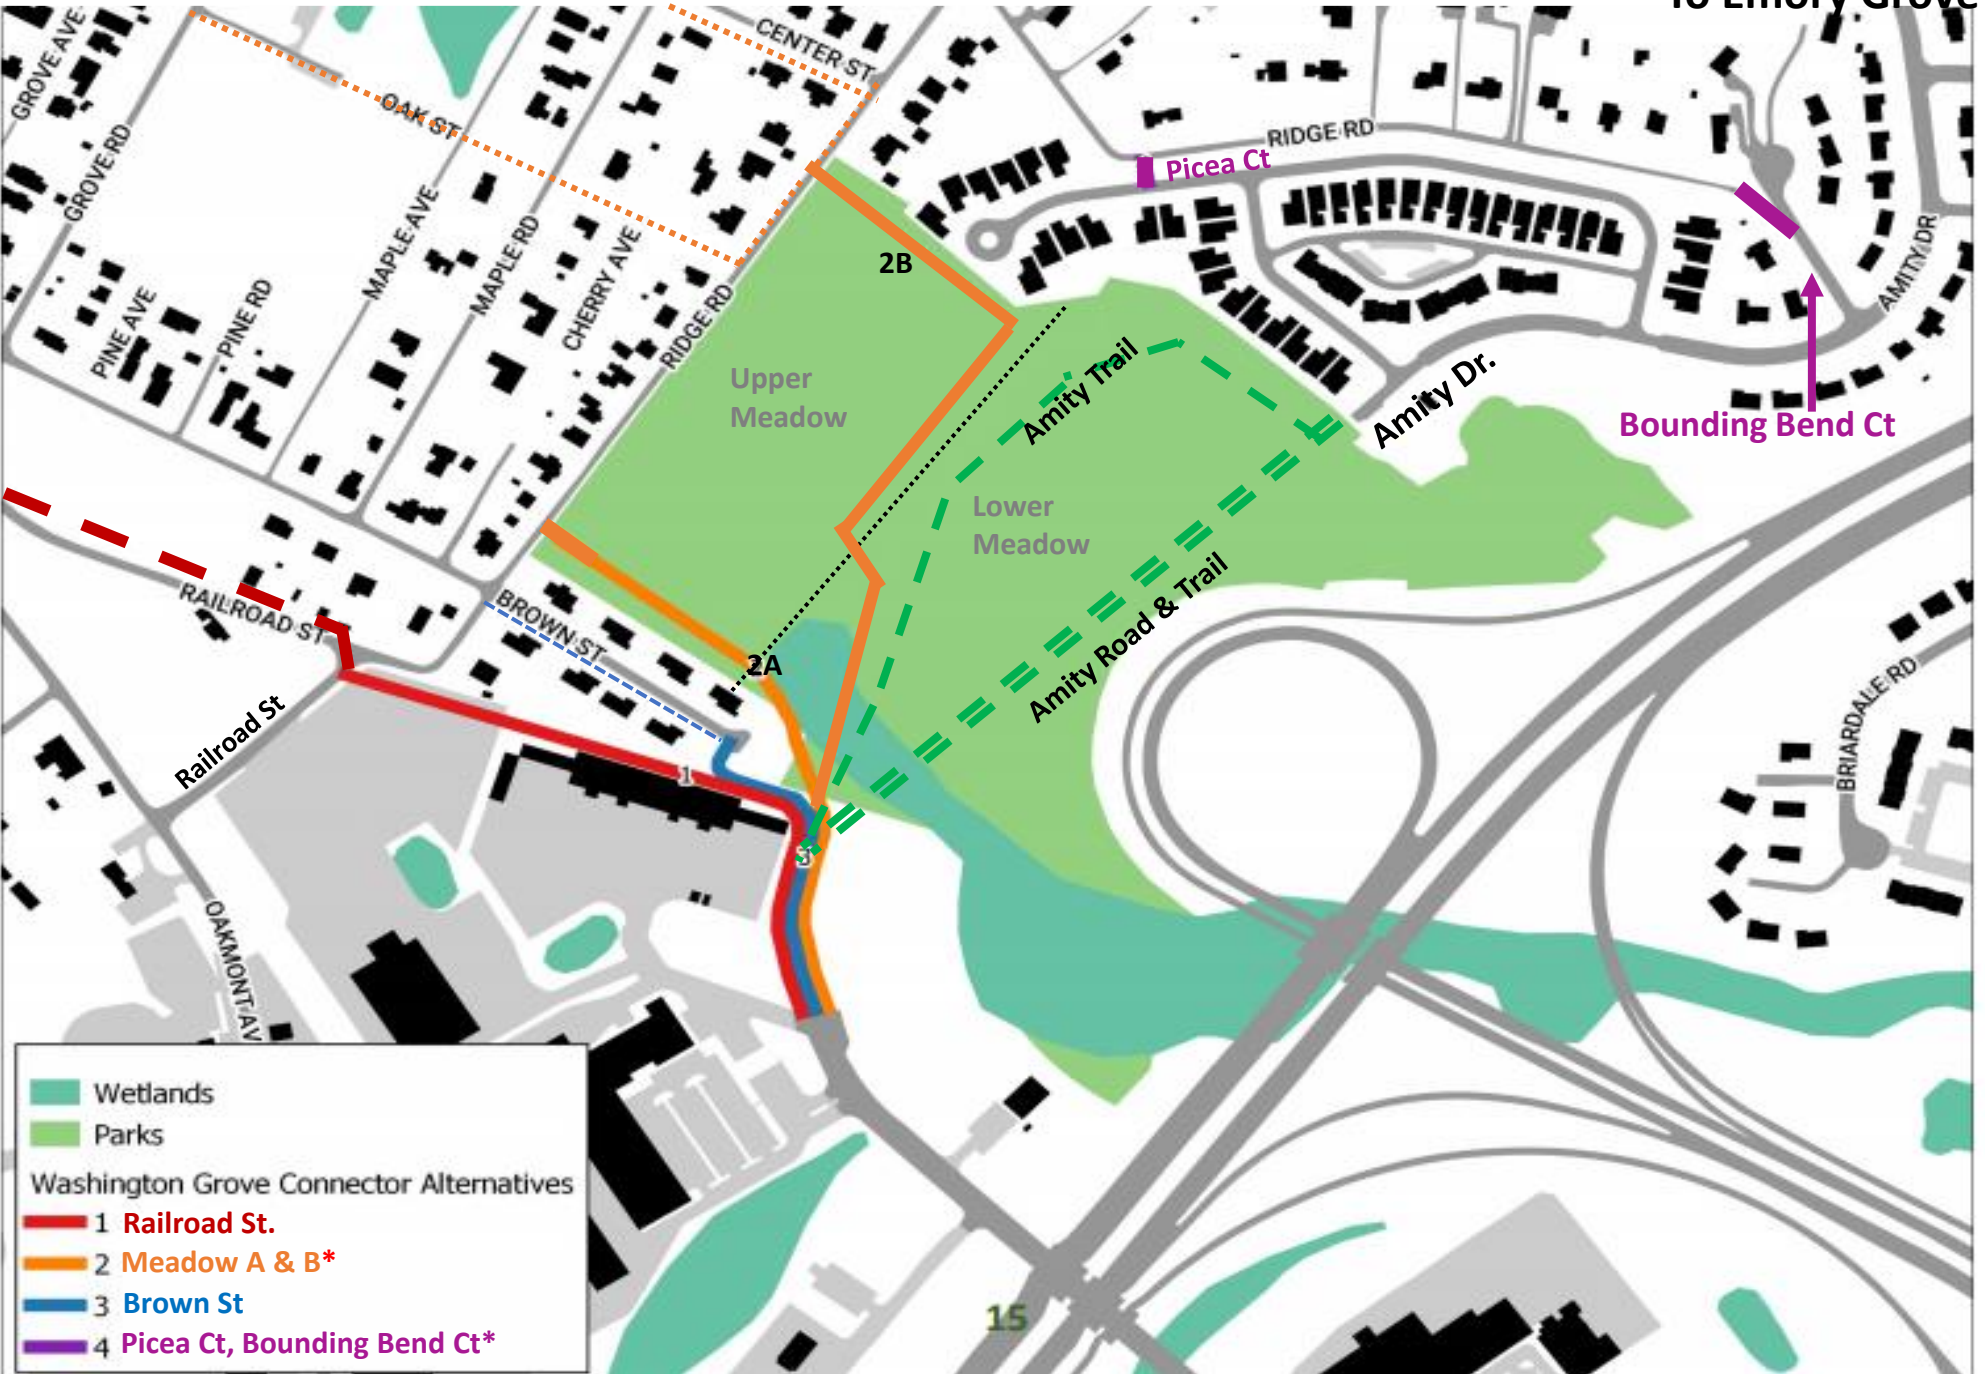 To Emory Grove
CENTER ST
GROVE AVE
OAK ST
GROVE RD
RIDGE RD
Picea Ct
MAPLE AVE
MAPLE RD
CHERRY AVE
2B
AMITY DR
PINE AVE
PINE RD
RIDGE RD
Upper
Meadow
Amity Trail
Amity Dr.
Bounding Bend Ct
Lower
Meadow
RAILROAD ST
BROWN ST
2A
Amity Road & Trail
BRIARDALE RD
Railroad St
1
3
OAKMONT AV
15
Wetlands
Parks
Washington Grove Connector Alternatives
1 Railroad St.
2 Meadow A & B*
3 Brown St
4 Picea Ct, Bounding Bend Ct*